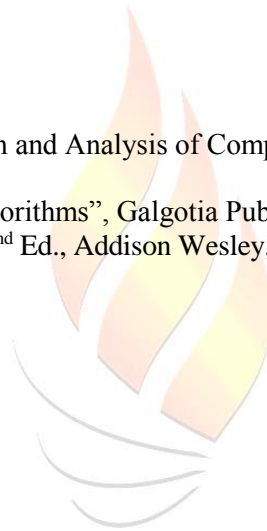 n and Analysis of Comp
orithms”, Galgotia Pub
nd Ed., Addison Wesley,